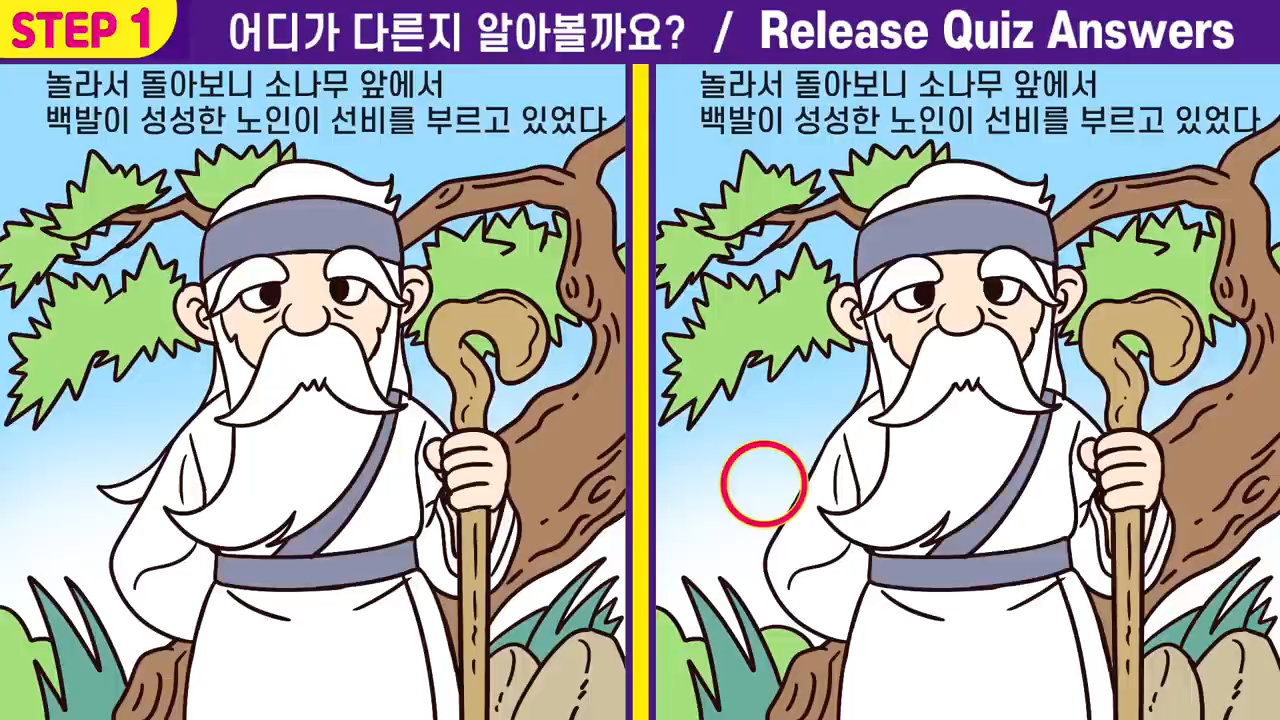 STEP 1
어디가 다른지 알아볼까요? / Release Quiz Answers
놀라서 돌아보니 소나무 앞에서
백발이 성성한 노인이 선비를 부르고 있었다
놀라서 돌아보니 소나무 앞에서
백발이 성성한 노인이 선비를 부르고 있었다